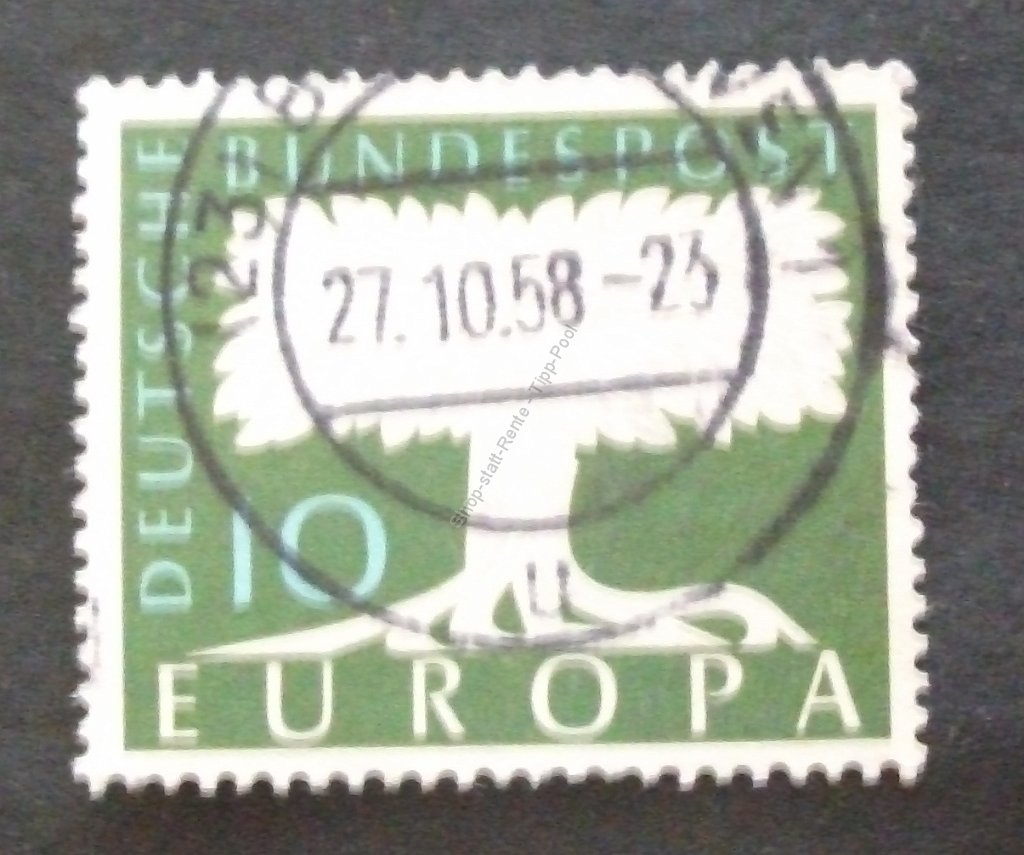 DEUTSCHE
BUNDESPOST
27.10.58-23
10
u
EUROPA
Shop-statt-Rente - Tipp-Pool